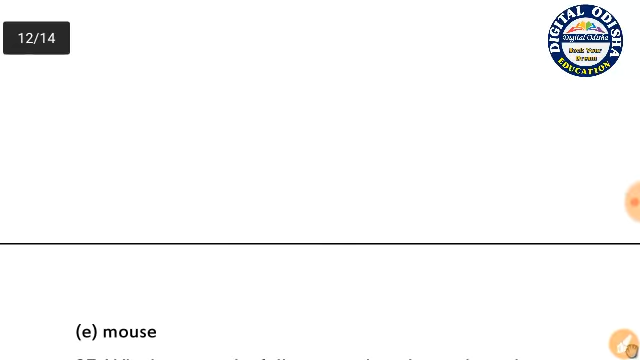 12/14
DIGITAL ODISHA
Digital Odisha
Book Your
Dream
EDUCATION
(e) mouse